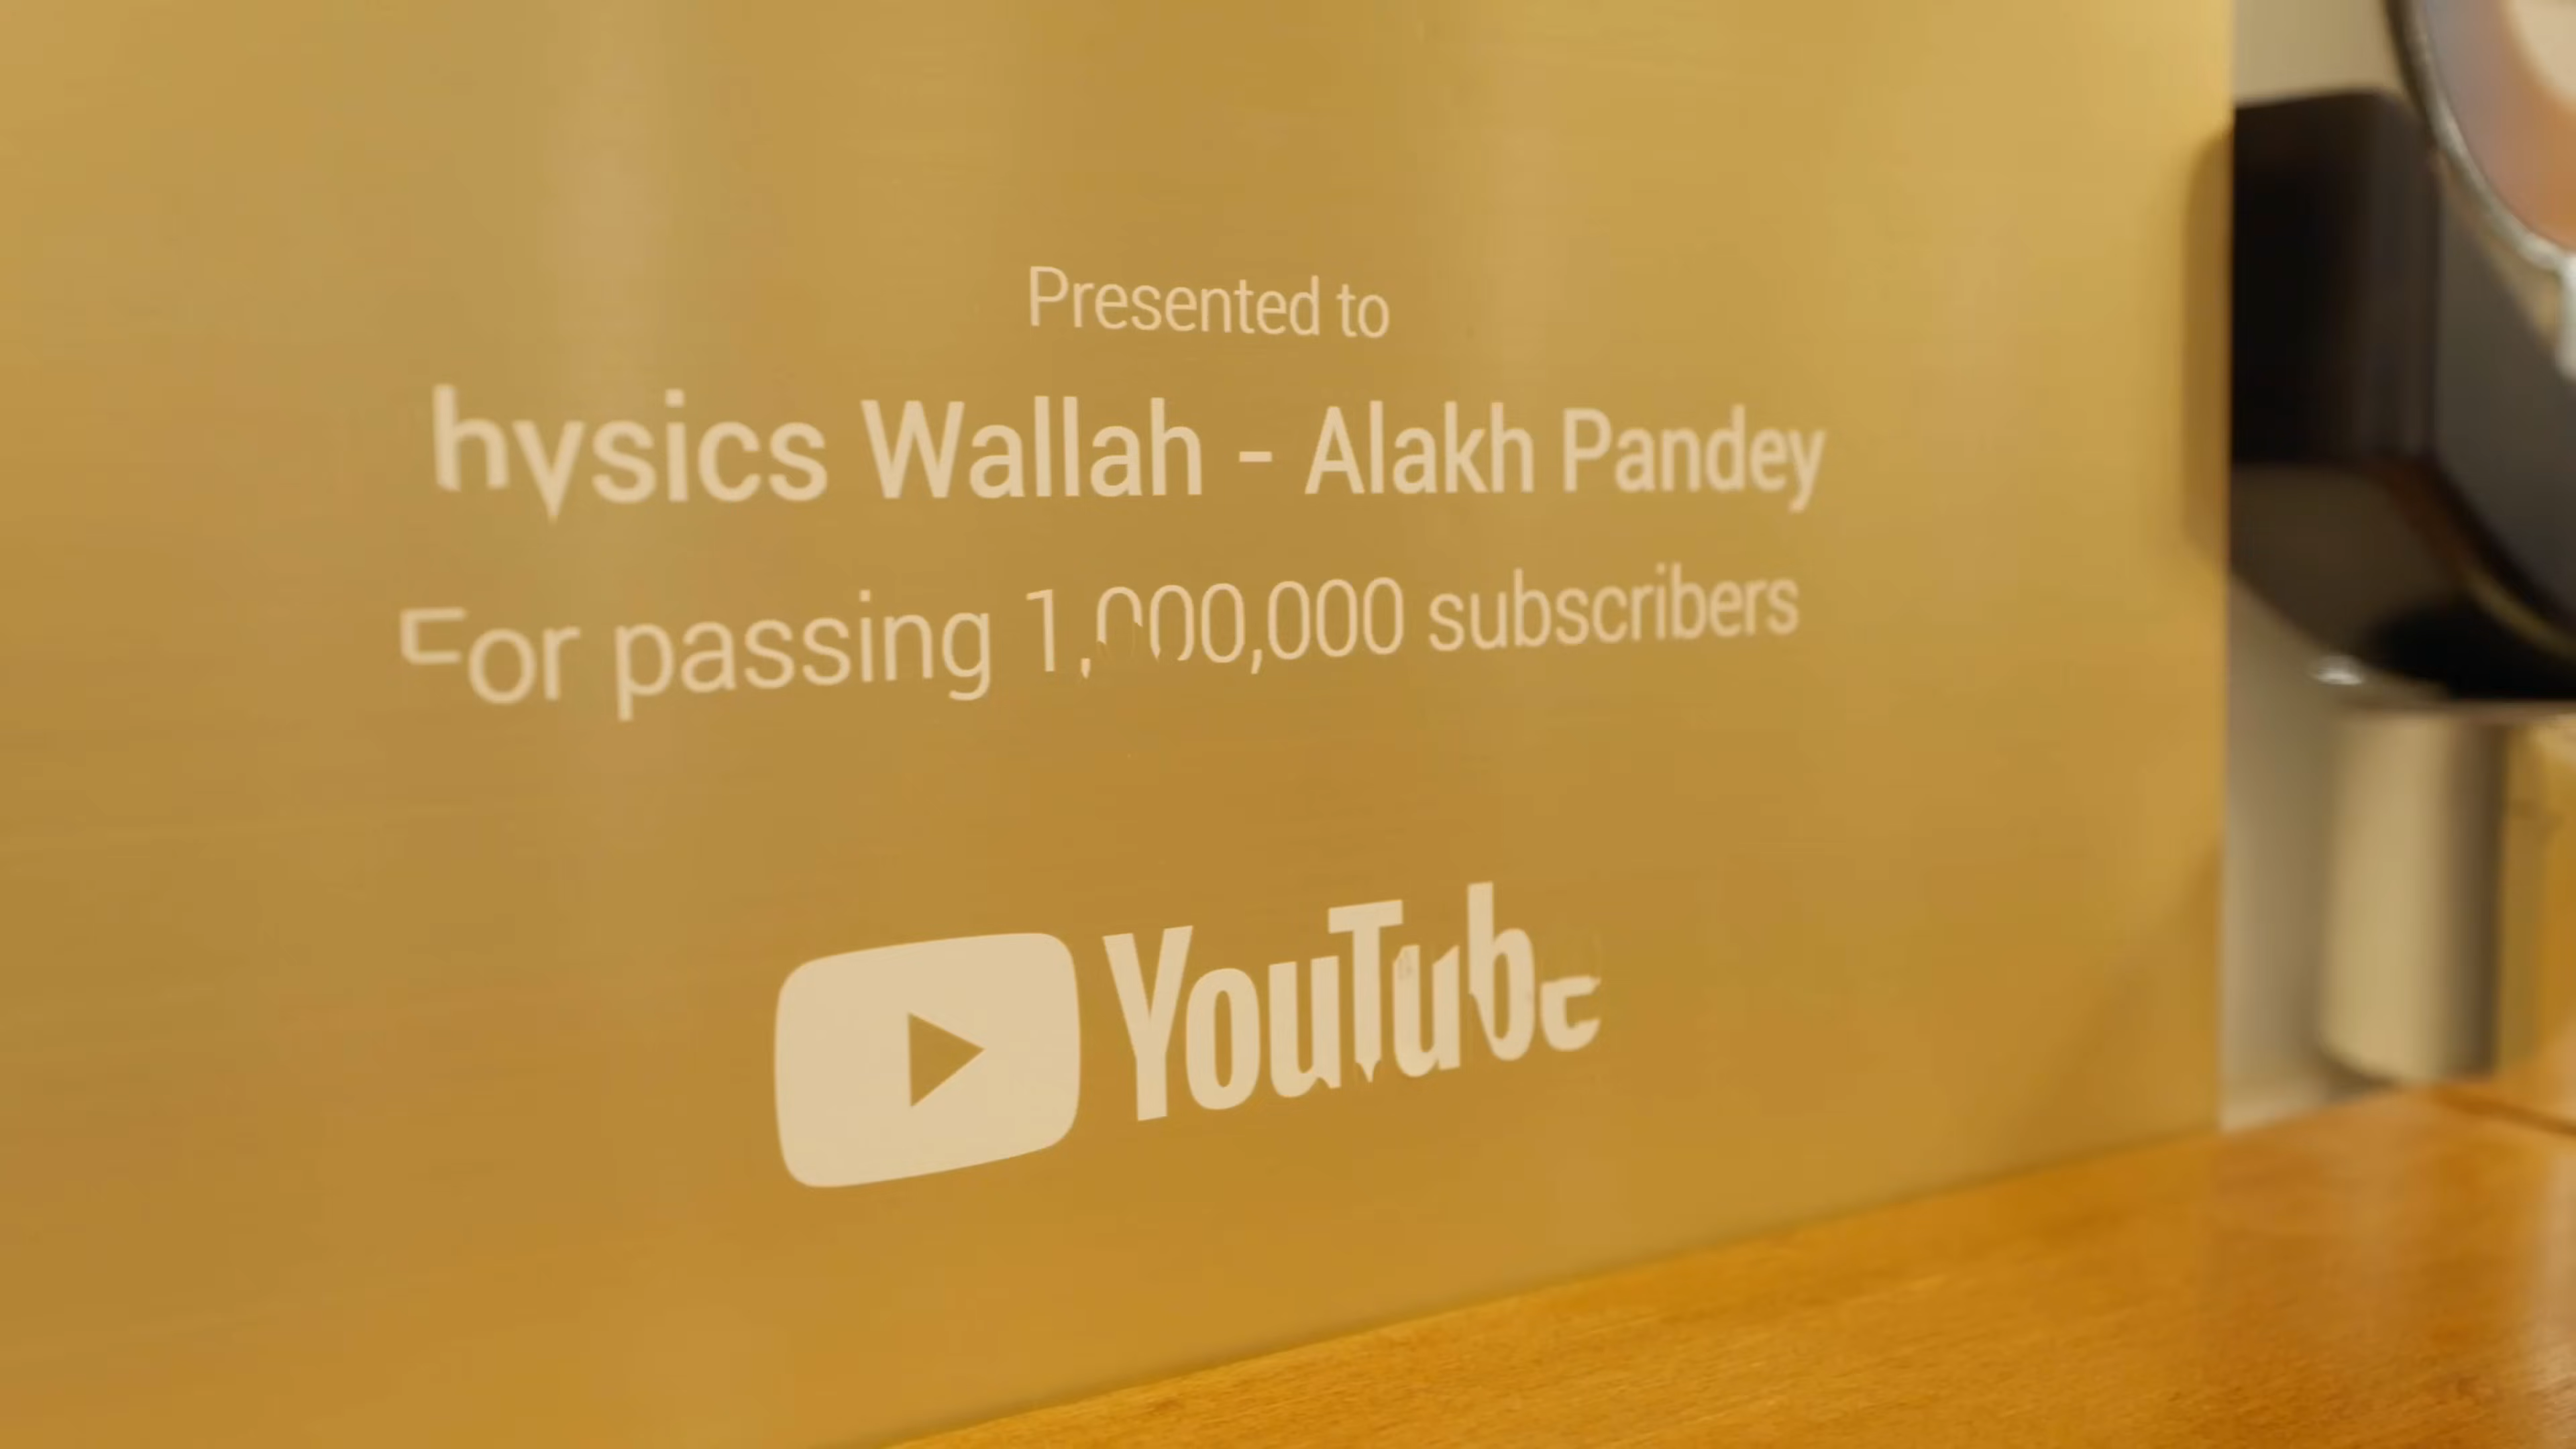 Presented to
hysics Wallah - Alakh Pandey
For passing 1,000,000 subscribers
YouTube